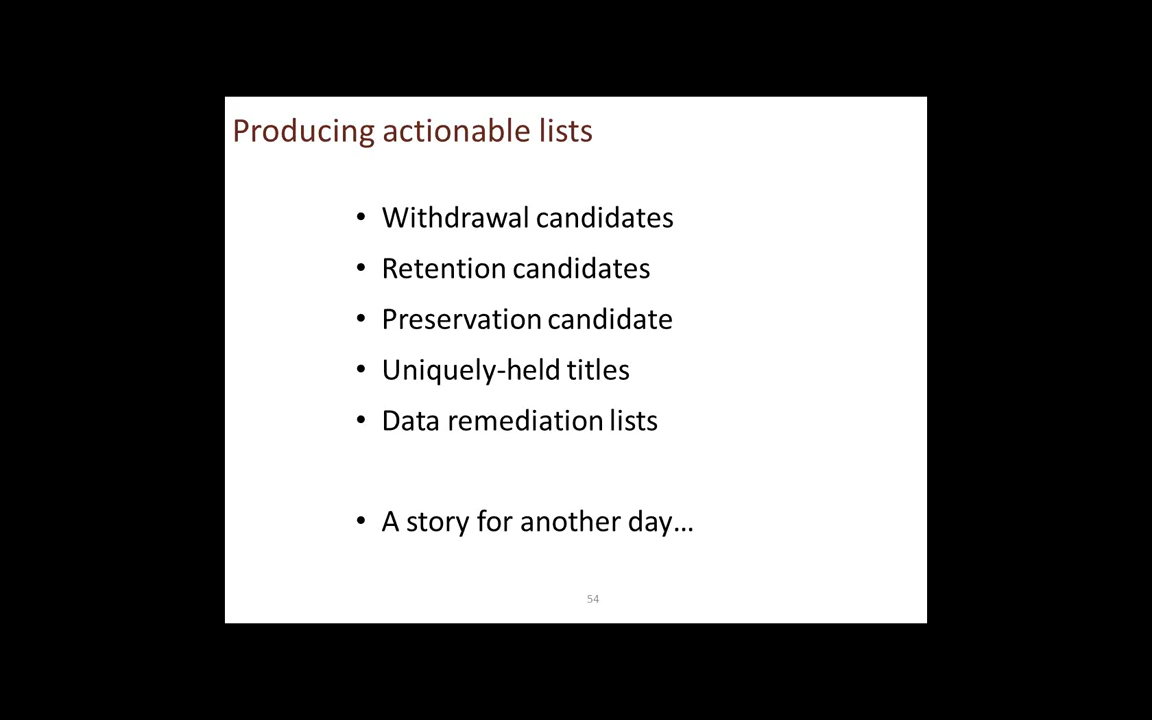 Producing actionable lists
• Withdrawal candidates
• Retention candidates
• Preservation candidate
• Uniquely-held titles
• Data remediation lists
• A story for another day…
54